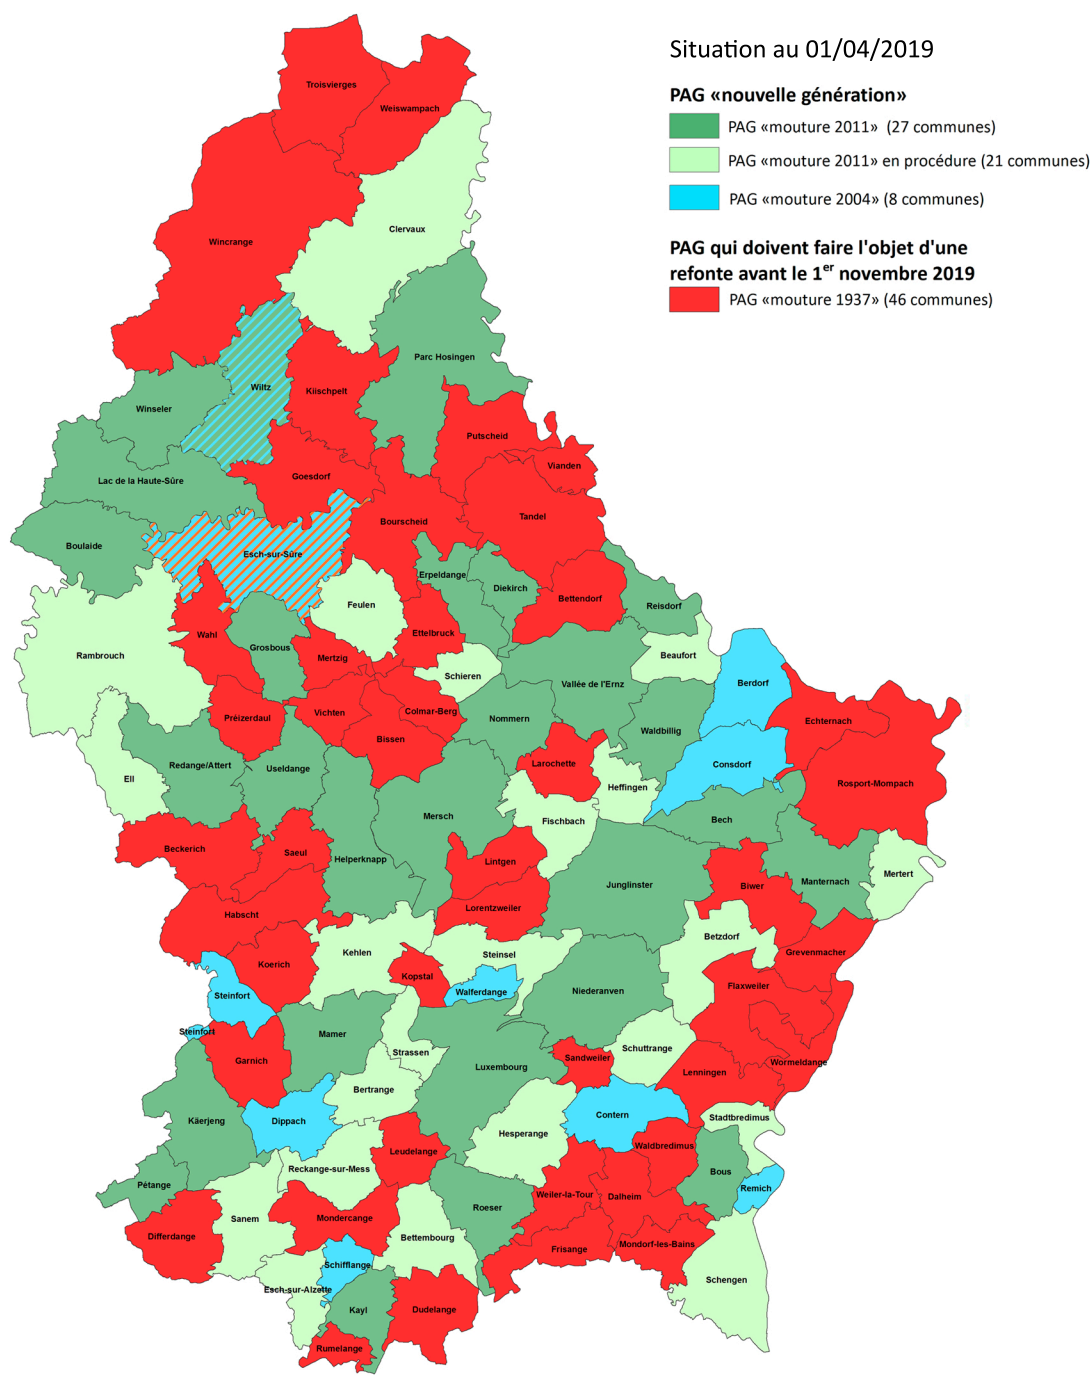 Situation au 01/04/2019
PAG «nouvelle génération»
PAG «mouture 2011» (27 communes)
PAG «mouture 2011» en procédure (21 communes)
PAG «mouture 2004» (8 communes)
PAG qui doivent faire l'objet d'une
refonte avant le 1er novembre 2019
PAG «mouture 1937» (46 communes)
Troisvierges
Weiswampach
Clervaux
Wincrange
Parc Hosingen
Wiltz
Kiischpelt
Winseler
Putscheid
Vianden
Goesdorf
Lac de la Haute-Sûre
Tandel
Bourscheid
Boulaide
Esch-sur-Sûre
Erpeldange
Diekirch
Bettendorf
Reisdorf
Feulen
Ettelbruck
Wahl
Grosbous
Mertzig
Rambrouch
Beaufort
Schieren
Vallée de l'Ernz
Berdorf
Préizerdaul
Vichten
Colmar-Berg
Nommern
Echternach
Waldbillig
Bissen
Larochette
Consdorf
Redange/Attert
Useldange
Ell
Rosport-Mompach
Heffingen
Mersch
Fischbach
Bech
Beckerich
Saeul
Helperknapp
Lintgen
Mertert
Junglinster
Biwer
Manternach
Lorentzweiler
Habscht
Betzdorf
Kehlen
Steinsel
Grevenmacher
Koerich
Kopstal
Flaxweiler
Steinfort
Walferdange
Niederanven
Steinfort
Mamer
Garnich
Strassen
Schuttrange
Sandweiler
Wormeldange
Luxembourg
Lenningen
Bertrange
Contern
Stadtbredimus
Käerjeng
Dippach
Hesperange
Waldbredimus
Leudelange
Reckange-sur-Mess
Bous
Pétange
Remich
Weiler-la-Tour
Dalheim
Roeser
Sanem
Mondercange
Differdange
Bettembourg
Frisange
Mondorf-les-Bains
Schifflange
Schengen
Esch-sur-Alzette
Kayl
Dudelange
Rumelange